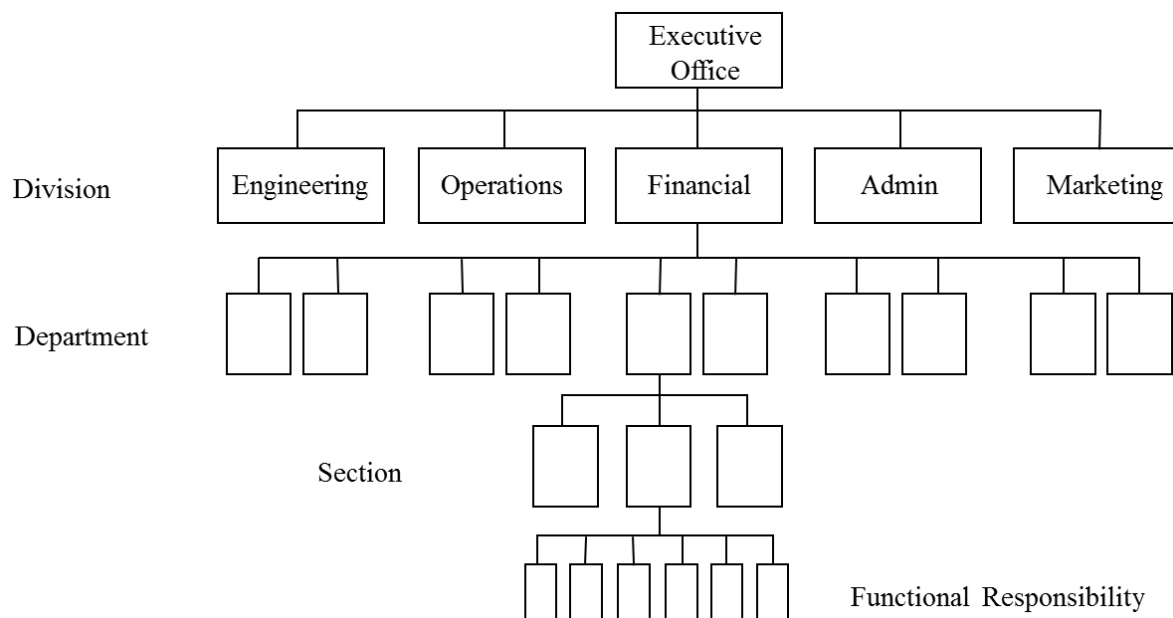 Executive
Office
Division
Engineering
Operations
Financial
Admin
Marketing
Department
Section
Functional Responsibility